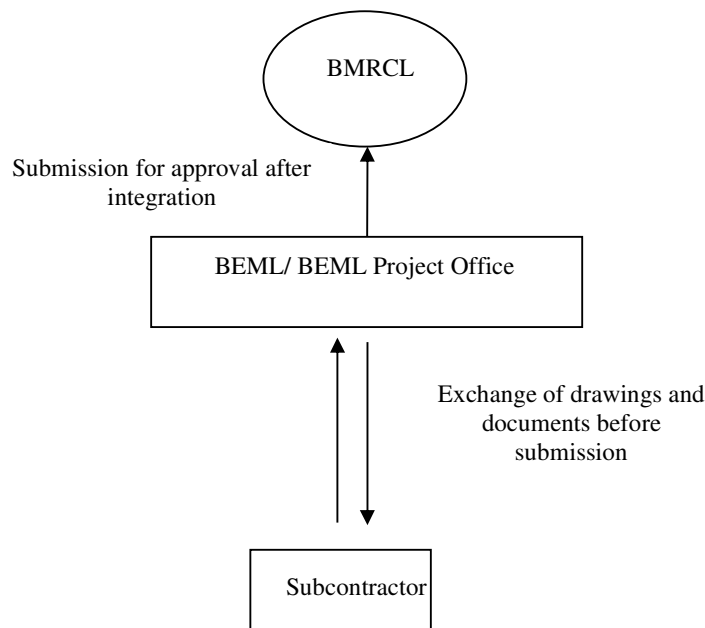 BMRCL
Submission for approval after
integration
BEML/ BEML Project Office
Exchange of drawings and
documents before
submission
Subcontractor